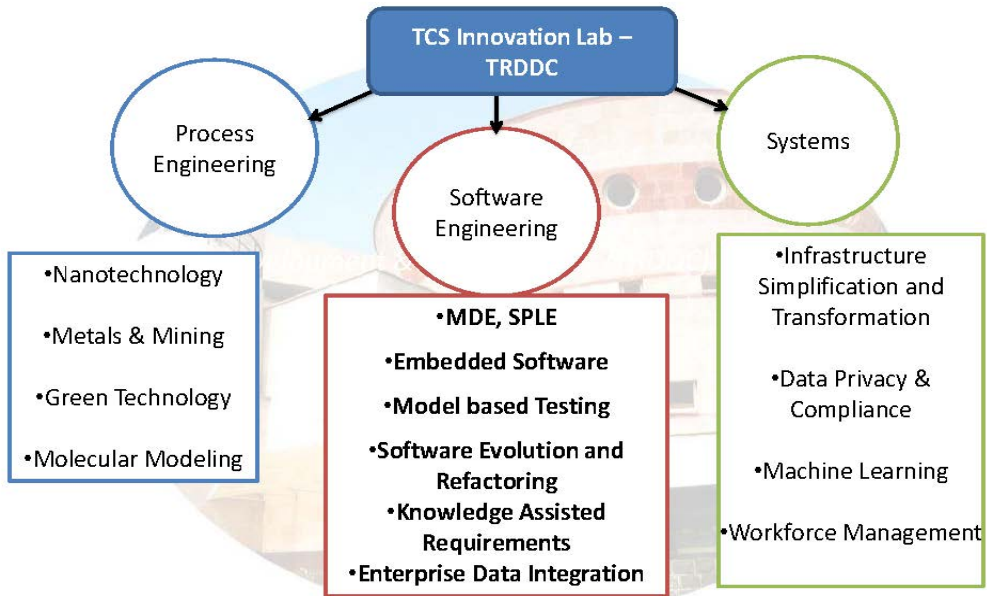 TCS Innovation Lab –
TRDDC
Process
Engineering
Software
Engineering
Systems
•Nanotechnology
•Metals & Mining
•Green Technology
•Molecular Modeling
•MDE, SPLE
•Embedded Software
•Model based Testing
•Software Evolution and
Refactoring
•Knowledge Assisted
Requirements
•Enterprise Data Integration
•Infrastructure
Simplification and
Transformation
•Data Privacy &
Compliance
•Machine Learning
•Workforce Management